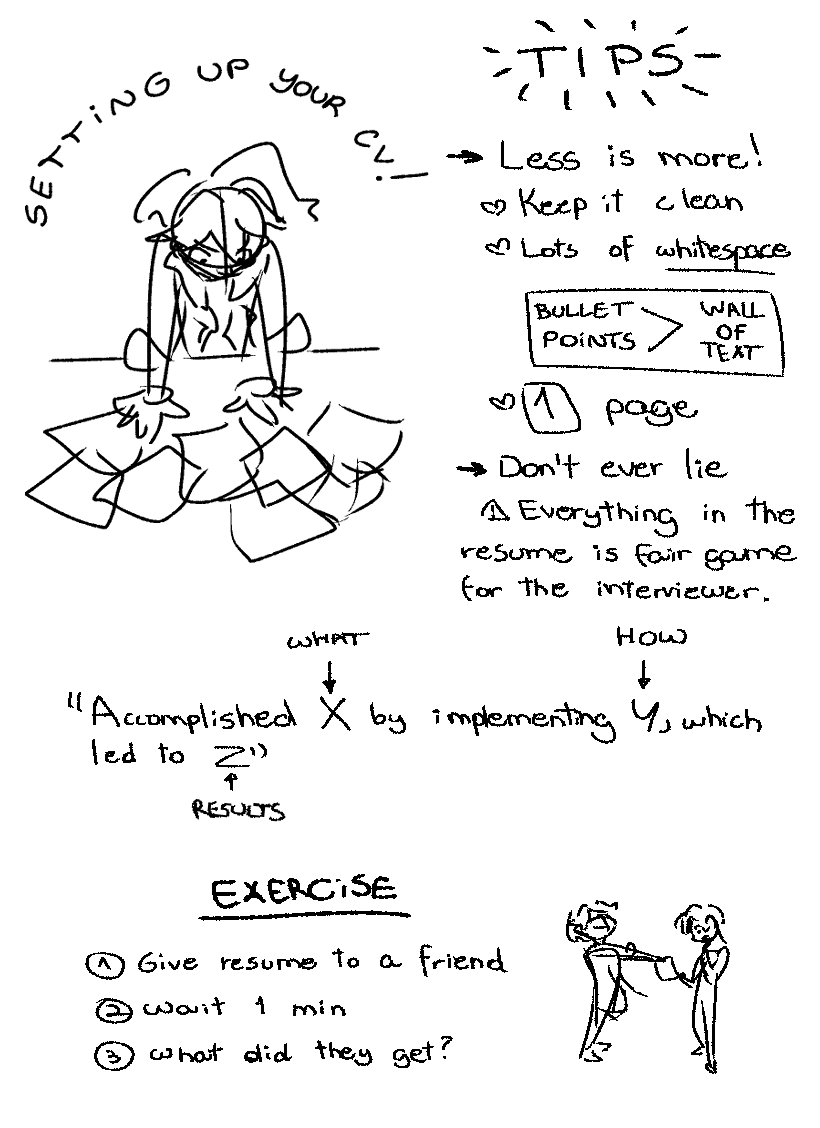 SETTING UP YOUR CV!
TIPS
→ Less is more!
♡ Keep it clean
♡ Lots of whitespace
BULLET POINTS > WALL OF TEXT
♡ 1 page
→ Don't ever lie
⚠ Everything in the
resume is fair game
for the interviewer.
WHAT HOW
"Accomplished X by implementing Y, which
led to Z"
RESULTS
EXERCISE
① Give resume to a friend
② wait 1 min
③ what did they get?